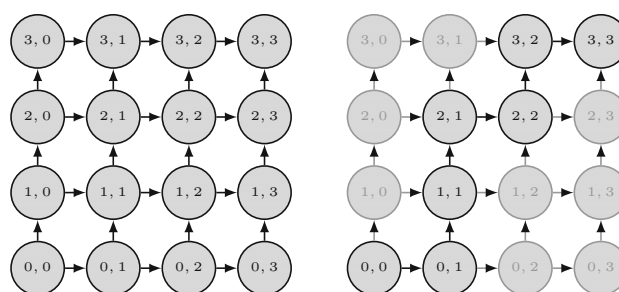 3, 0 3, 1 3, 2 3, 3 3, 0 3, 1 3, 2 3, 3
2, 0 2, 1 2, 2 2, 3 2, 0 2, 1 2, 2 2, 3
1, 0 1, 1 1, 2 1, 3 1, 0 1, 1 1, 2 1, 3
0, 0 0, 1 0, 2 0, 3 0, 0 0, 1 0, 2 0, 3